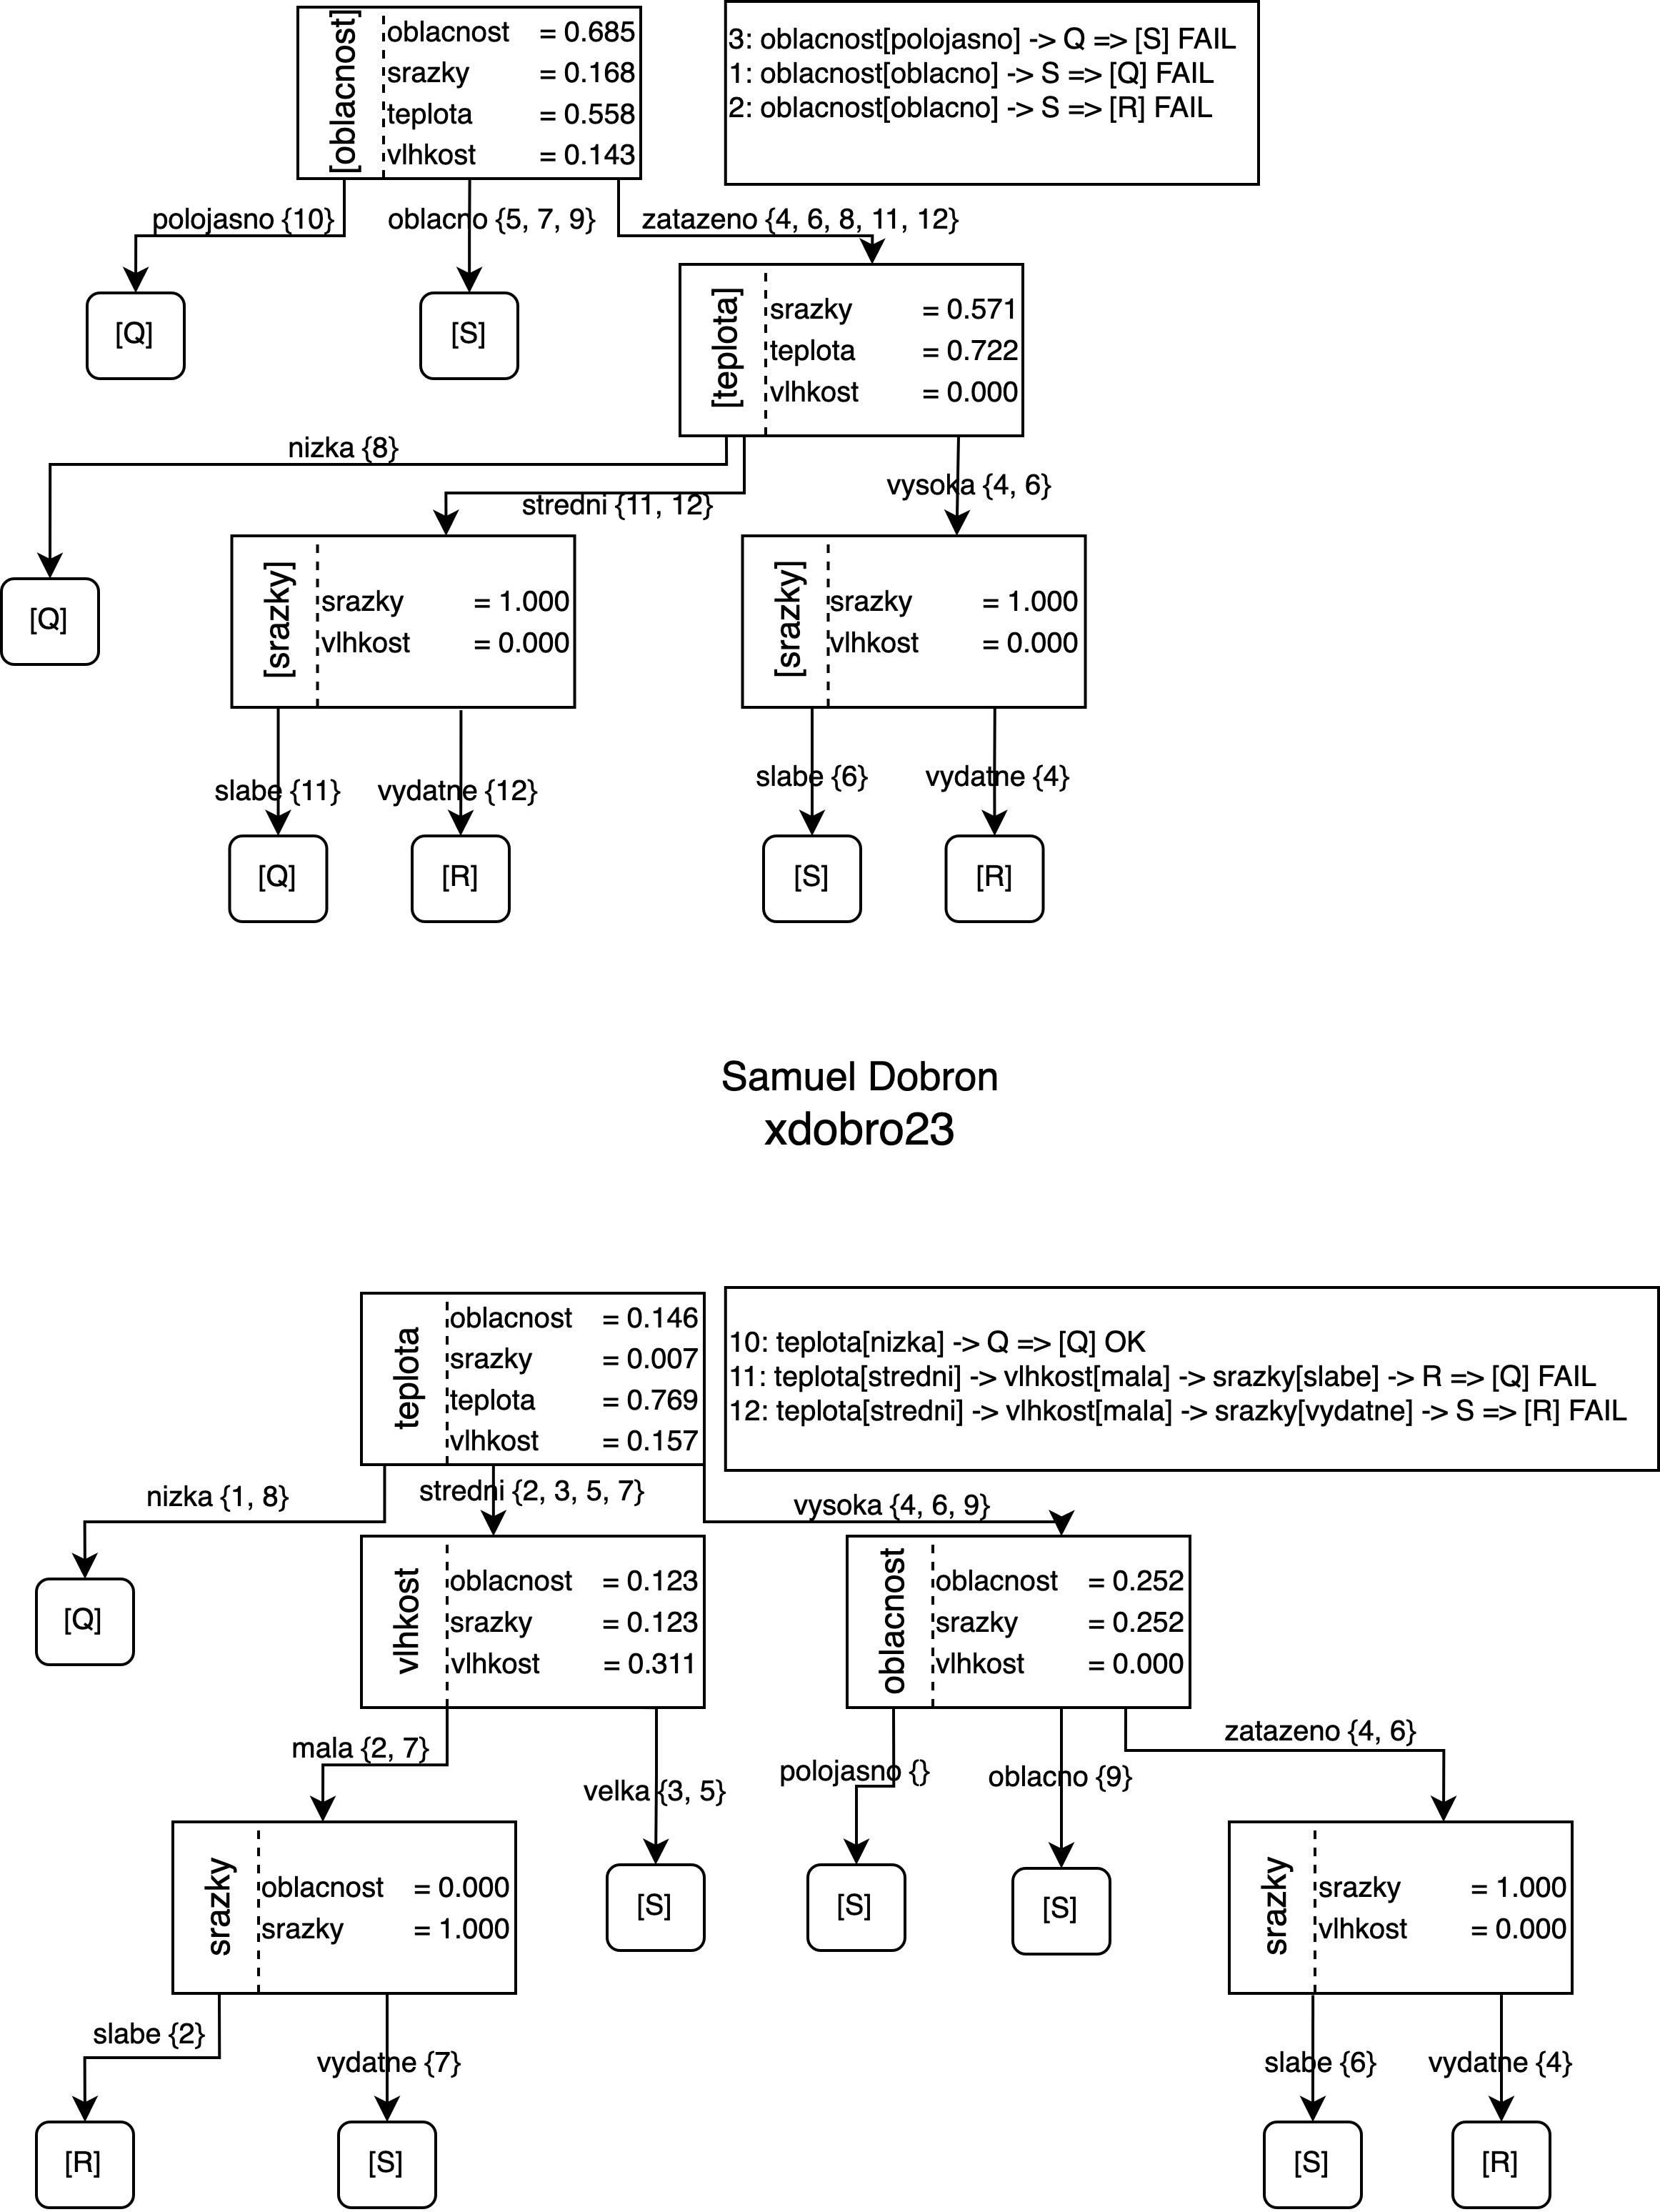 [oblacnost]
oblacnost = 0.685
srazky = 0.168
teplota = 0.558
vlhkost = 0.143
3: oblacnost[polojasno] -> Q => [S] FAIL
1: oblacnost[oblacno] -> S => [Q] FAIL
2: oblacnost[oblacno] -> S => [R] FAIL
polojasno {10}
oblacno {5, 7, 9}
zatazeno {4, 6, 8, 11, 12}
[Q]
[S]
[teplota]
srazky = 0.571
teplota = 0.722
vlhkost = 0.000
nizka {8}
stredni {11, 12}
vysoka {4, 6}
[Q]
[srazky]
srazky = 1.000
vlhkost = 0.000
[srazky]
srazky = 1.000
vlhkost = 0.000
slabe {11}
vydatne {12}
slabe {6}
vydatne {4}
[Q]
[R]
[S]
[R]
Samuel Dobron
xdobro23
teplota
oblacnost = 0.146
srazky = 0.007
teplota = 0.769
vlhkost = 0.157
10: teplota[nizka] -> Q => [Q] OK
11: teplota[stredni] -> vlhkost[mala] -> srazky[slabe] -> R => [Q] FAIL
12: teplota[stredni] -> vlhkost[mala] -> srazky[vydatne] -> S => [R] FAIL
nizka {1, 8}
stredni {2, 3, 5, 7}
vysoka {4, 6, 9}
[Q]
vlhkost
oblacnost = 0.123
srazky = 0.123
vlhkost = 0.311
oblacnost
oblacnost = 0.252
srazky = 0.252
vlhkost = 0.000
mala {2, 7}
velka {3, 5}
polojasno {}
oblacno {9}
zatazeno {4, 6}
srazky
oblacnost = 0.000
srazky = 1.000
[S]
[S]
[S]
srazky
srazky = 1.000
vlhkost = 0.000
slabe {2}
vydatne {7}
slabe {6}
vydatne {4}
[R]
[S]
[S]
[R]